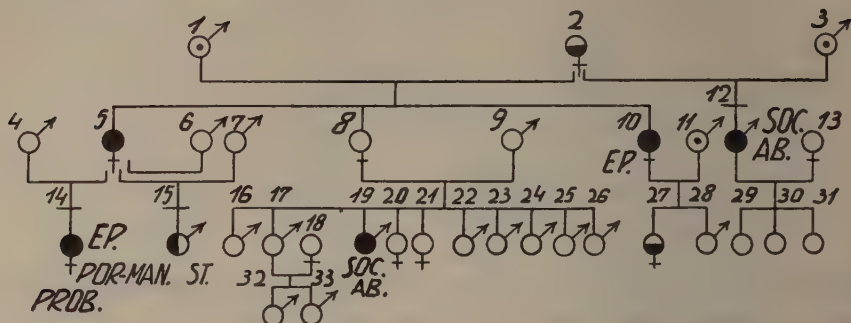 1 2 3
4 5 6 7 8 9 10 11 12 13
EP. SOC. AB.
14 15 16 17 18 19 20 21 22 23 24 25 26 27 28 29 30 31
EP.
POR-MAN. ST.
PROB.
32 33
SOC. AB.